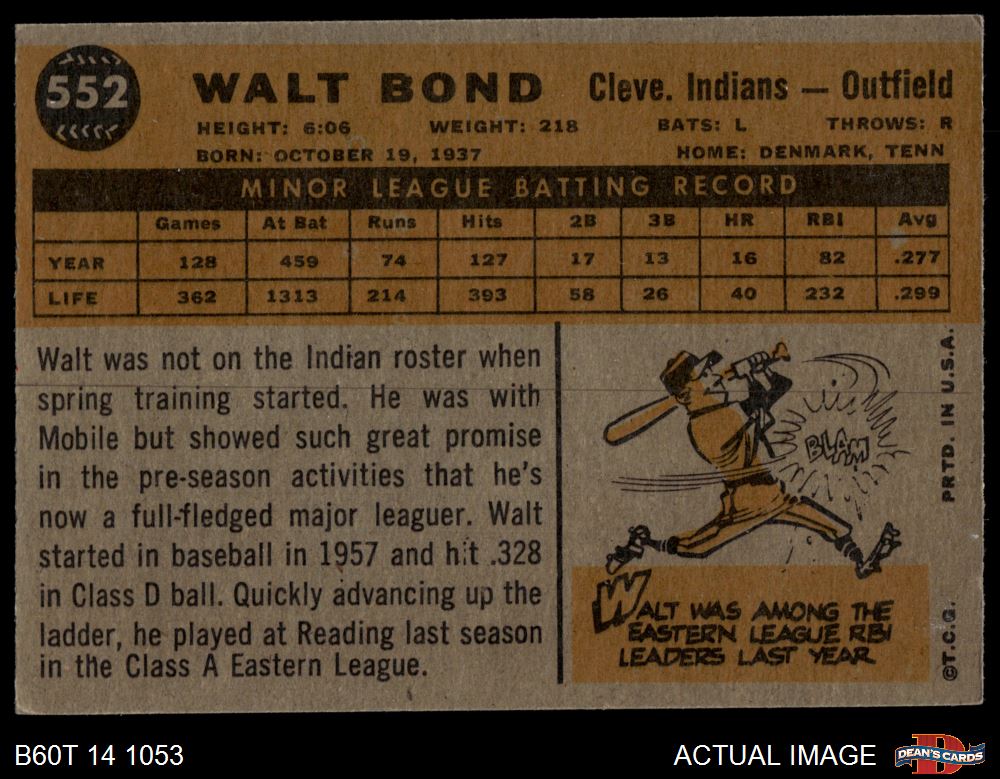 552
WALT BOND Cleve. Indians — Outfield
HEIGHT: 6:06 WEIGHT: 218 BATS: L THROWS: R
BORN: OCTOBER 19, 1937 HOME: DENMARK, TENN
MINOR LEAGUE BATTING RECORD
Games At Bat Runs Hits 2B 3B HR RBI Avg
YEAR 128 459 74 127 17 13 16 82 .277
LIFE 362 1313 214 393 58 26 40 232 .299
Walt was not on the Indian roster when
spring training started. He was with
Mobile but showed such great promise
in the pre-season activities that he's
now a full-fledged major leaguer. Walt
started in baseball in 1957 and hit .328
in Class D ball. Quickly advancing up the
ladder, he played at Reading last season
in the Class A Eastern League.
BLAM
WALT WAS AMONG THE
EASTERN LEAGUE RBI
LEADERS LAST YEAR
©T.C.G. PRTD. IN U.S.A.
B60T 14 1053 ACTUAL IMAGE
DEAN'S CARDS